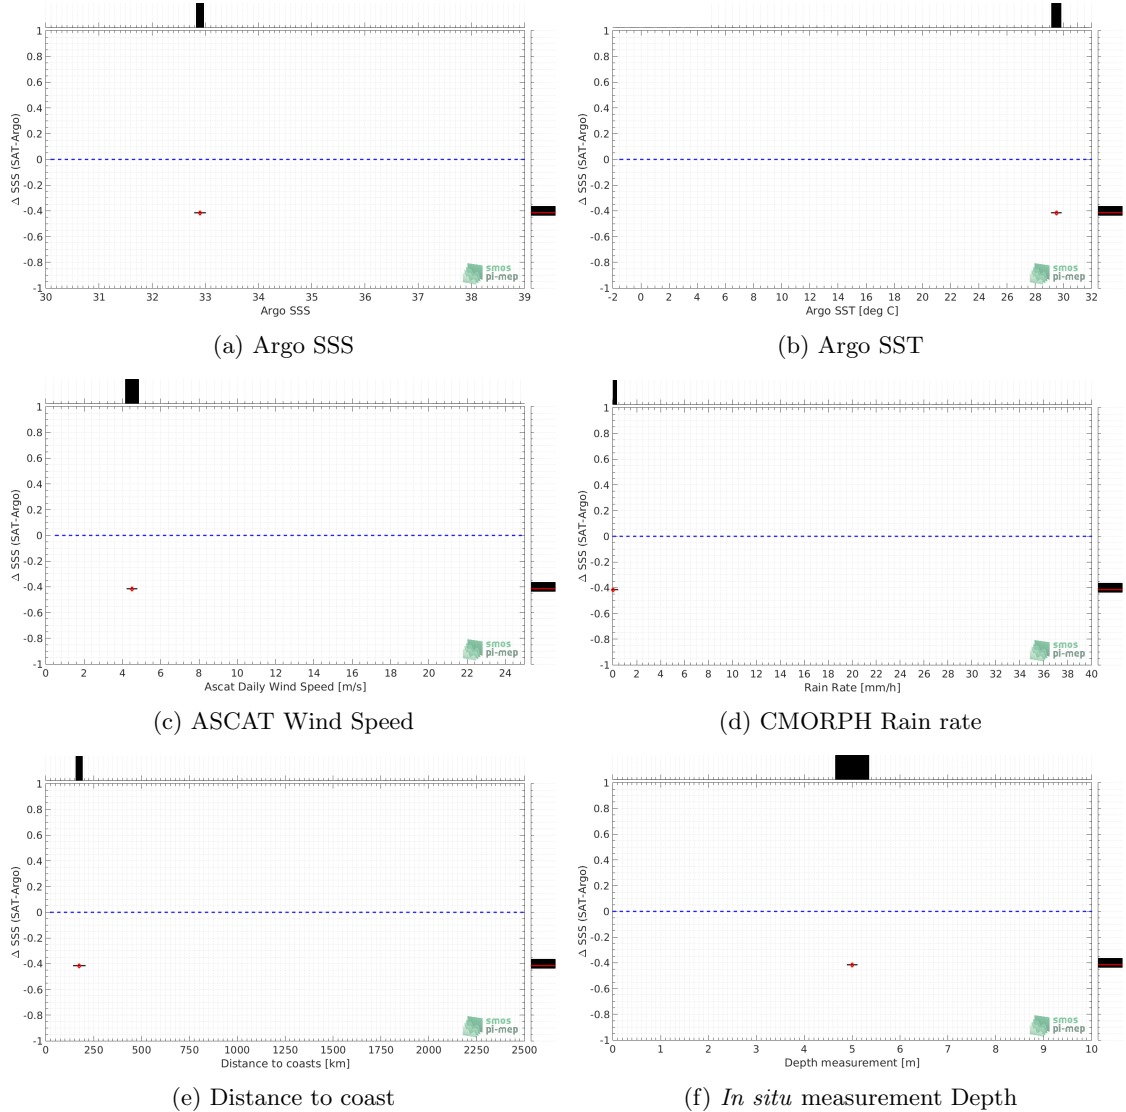 1
0.8
0.6
0.4
0.2
0
-0.2
-0.4
-0.6
-0.8
-1
Δ SSS (SAT-Argo)
smos
pi-mep
30 31 32 33 34 35 36 37 38 39
Argo SSS
(a) Argo SSS
1
0.8
0.6
0.4
0.2
0
-0.2
-0.4
-0.6
-0.8
-1
Δ SSS (SAT-Argo)
smos
pi-mep
-2 0 2 4 6 8 10 12 14 16 18 20 22 24 26 28 30 32
Argo SST [deg C]
(b) Argo SST
1
0.8
0.6
0.4
0.2
0
-0.2
-0.4
-0.6
-0.8
-1
Δ SSS (SAT-Argo)
smos
pi-mep
0 2 4 6 8 10 12 14 16 18 20 22 24
Ascat Daily Wind Speed [m/s]
(c) ASCAT Wind Speed
1
0.8
0.6
0.4
0.2
0
-0.2
-0.4
-0.6
-0.8
-1
Δ SSS (SAT-Argo)
smos
pi-mep
0 2 4 6 8 10 12 14 16 18 20 22 24 26 28 30 32 34 36 38 40
Rain Rate [mm/h]
(d) CMORPH Rain rate
1
0.8
0.6
0.4
0.2
0
-0.2
-0.4
-0.6
-0.8
-1
Δ SSS (SAT-Argo)
smos
pi-mep
0 250 500 750 1000 1250 1500 1750 2000 2250 2500
Distance to coasts [km]
(e) Distance to coast
1
0.8
0.6
0.4
0.2
0
-0.2
-0.4
-0.6
-0.8
-1
Δ SSS (SAT-Argo)
smos
pi-mep
0 1 2 3 4 5 6 7 8 9 10
Depth measurement [m]
(f) In situ measurement Depth